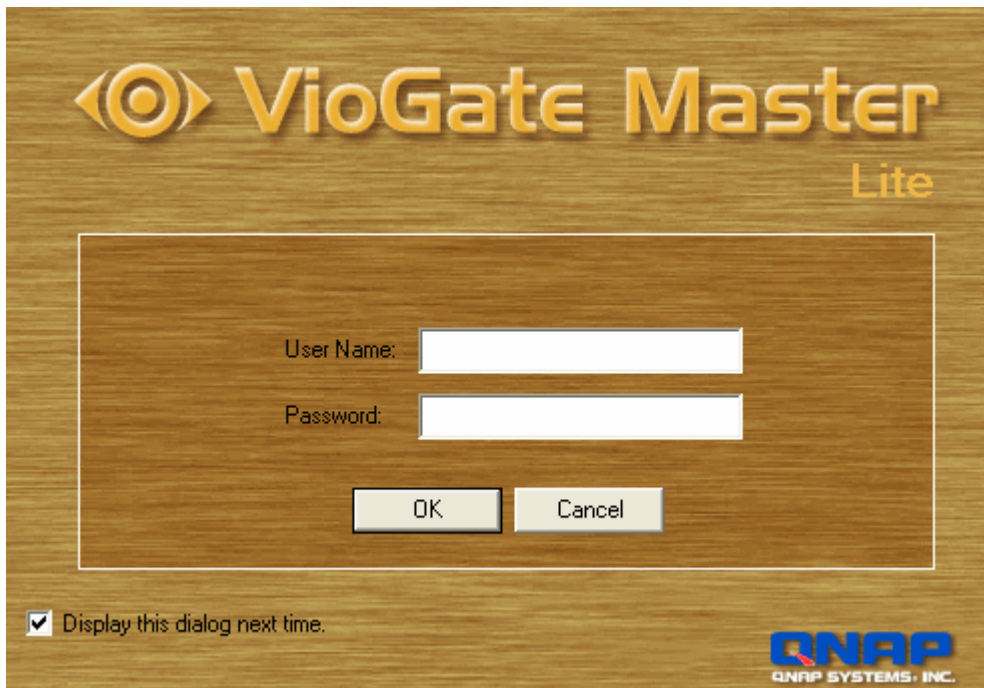 VioGate Master
Lite
User Name:
Password:
OK Cancel
Display this dialog next time.
QNAP
QNAP SYSTEMS, INC.